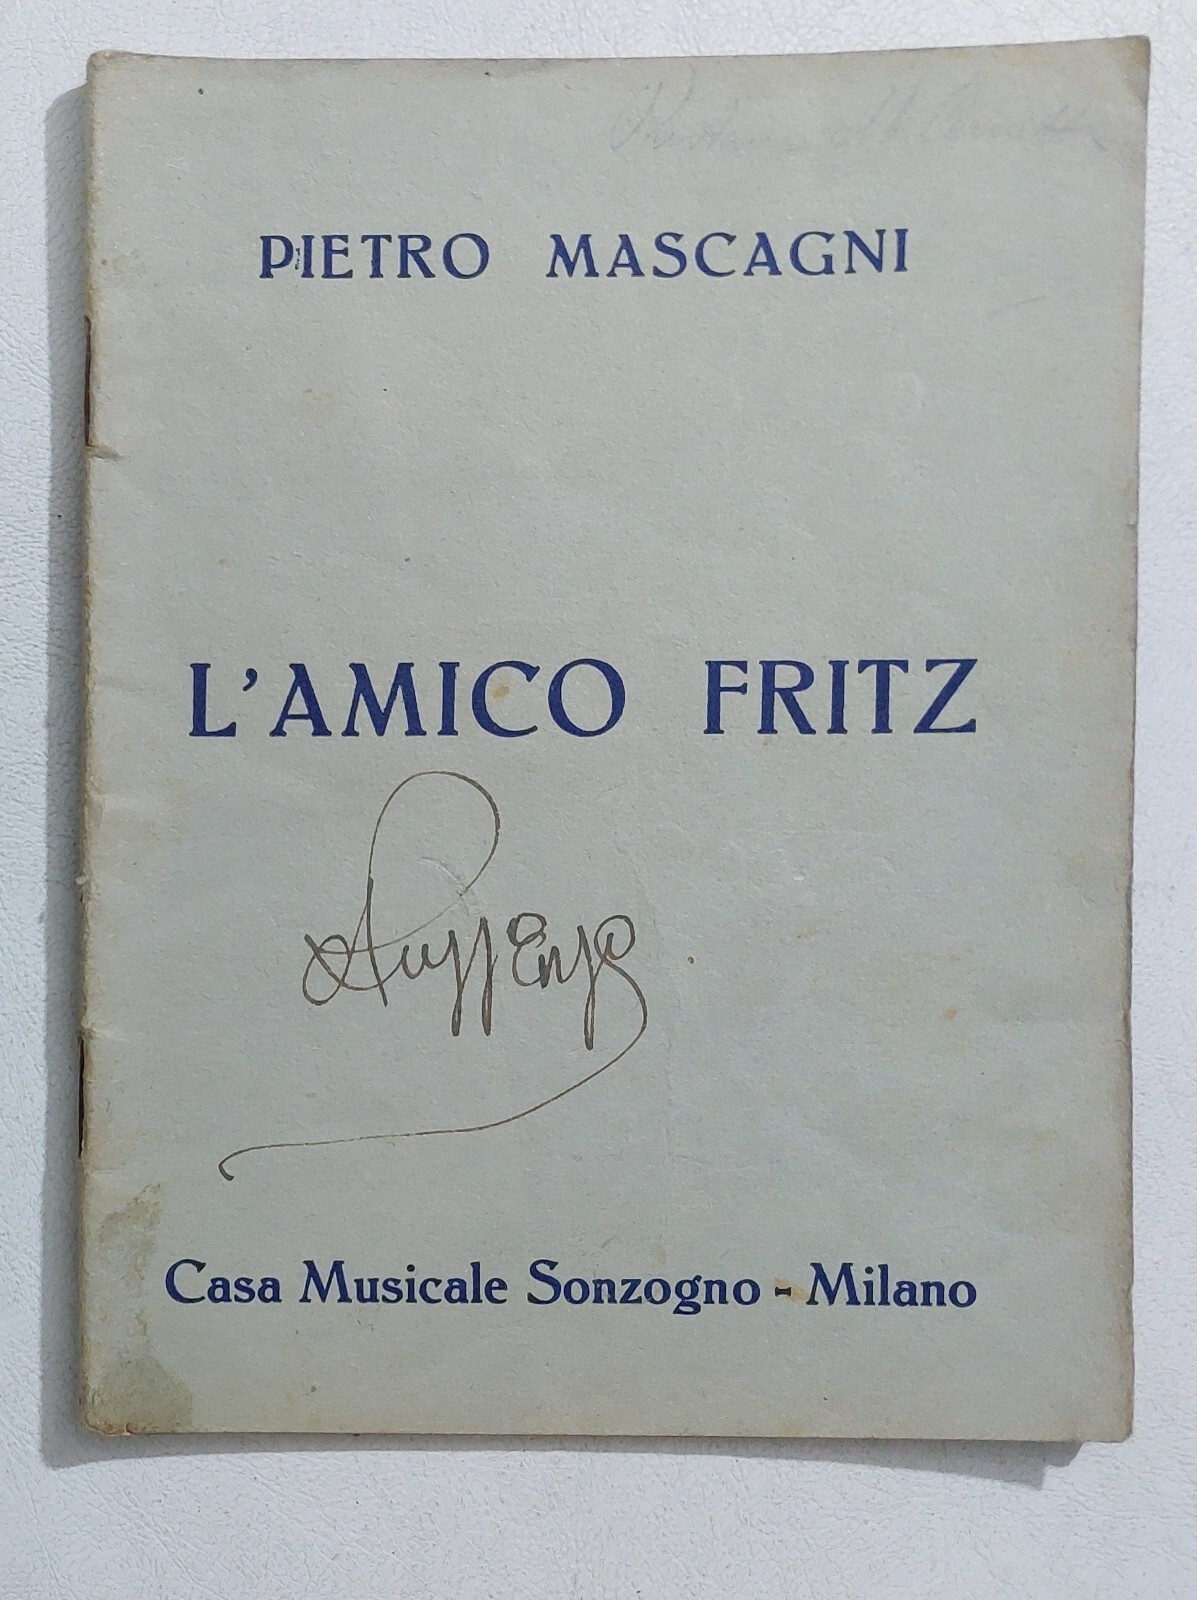 PIETRO MASCAGNI
L'AMICO FRITZ
Casa Musicale Sonzogno - Milano